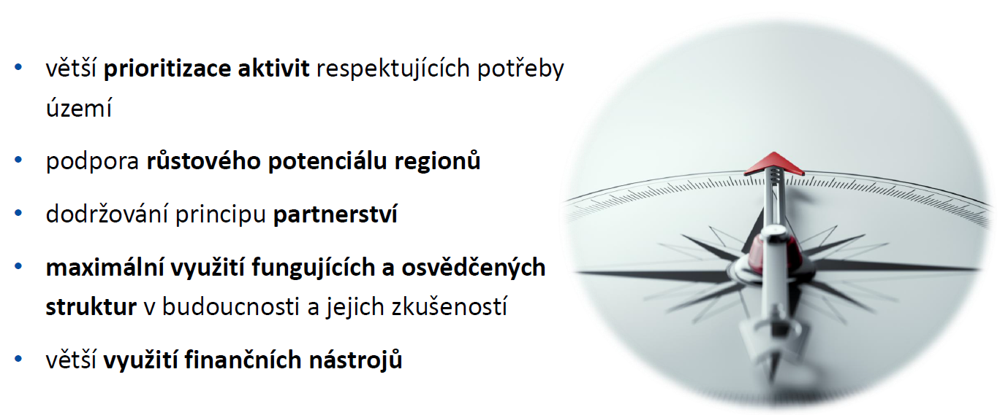 • větší prioritizace aktivit respektujících potřeby
území
• podpora růstového potenciálu regionů
• dodržování principu partnerství
• maximální využití fungujících a osvědčených
struktur v budoucnosti a jejich zkušeností
• větší využití finančních nástrojů